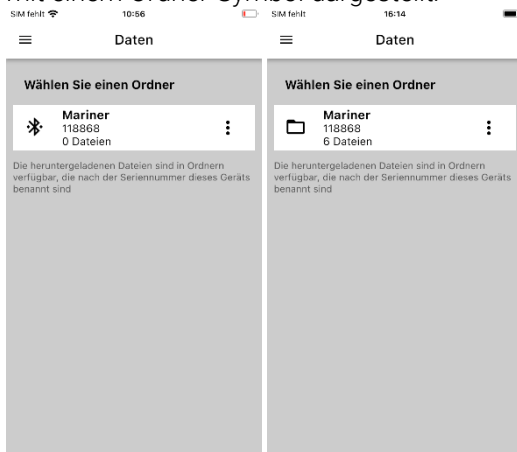 mit einem Ordner Symbol dargestellt.
SIM fehlt 10:56
Daten
Wählen Sie einen Ordner
Mariner
118868
0 Dateien
Die heruntergeladenen Dateien sind in Ordnern
verfügbar, die nach der Seriennummer dieses Geräts
benannt sind
SIM fehlt 16:14
Daten
Wählen Sie einen Ordner
Mariner
118868
6 Dateien
Die heruntergeladenen Dateien sind in Ordnern
verfügbar, die nach der Seriennummer dieses Geräts
benannt sind